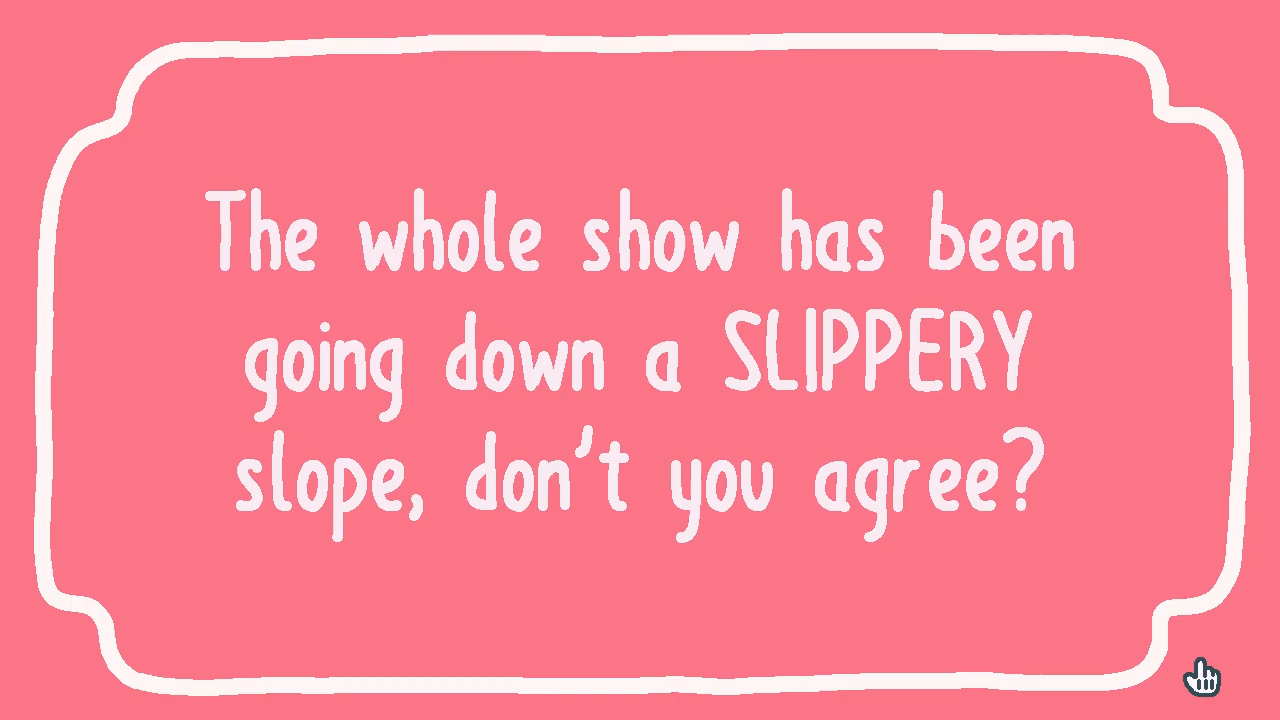 The whole show has been
going down a SLIPPERY
slope, don't you agree?